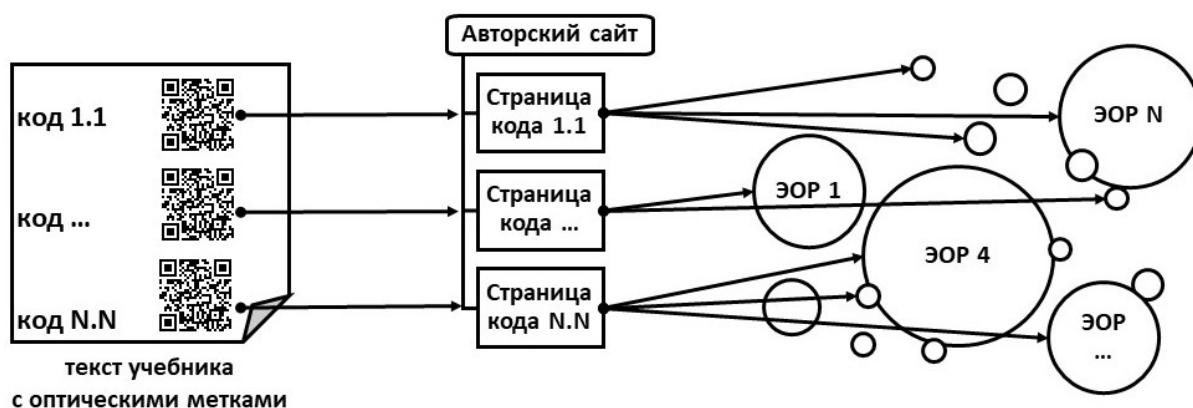 Авторский сайт
код 1.1
код ...
код N.N
текст учебника
с оптическими метками
Страница
кода 1.1
Страница
кода ...
Страница
кода N.N
ЭОР N
ЭОР 1
ЭОР 4
ЭОР
...